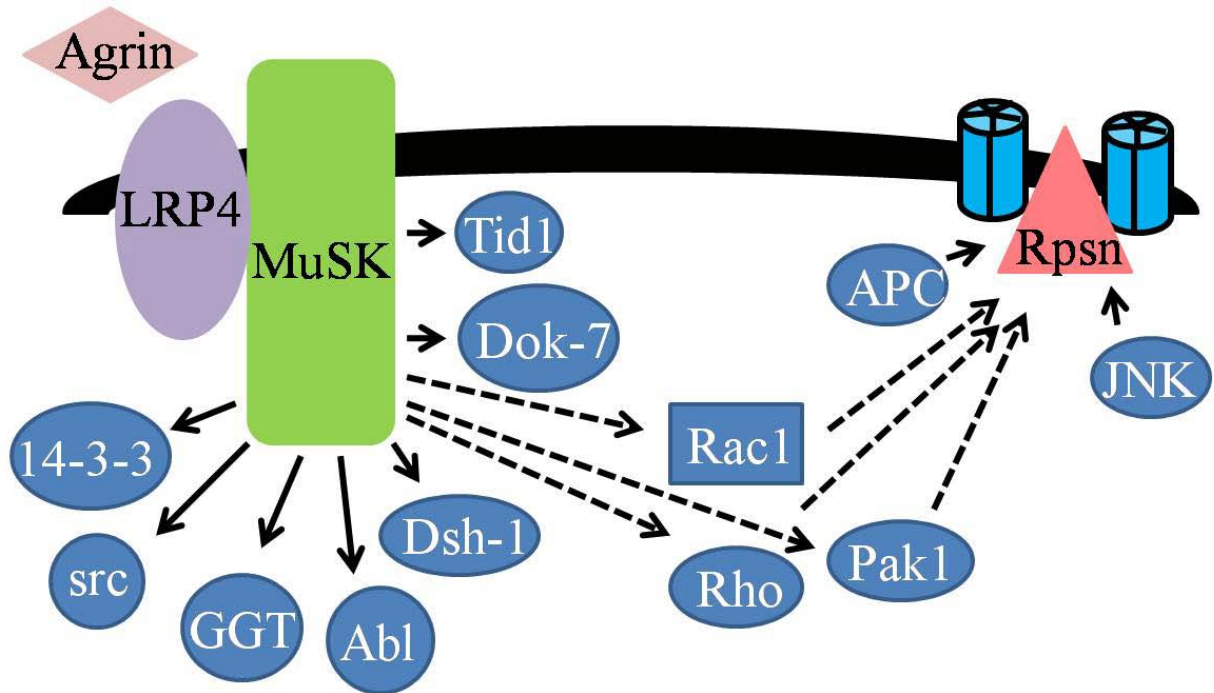 Agrin
LRP4
MuSK
Tid1
Dok-7
14-3-3
src
GGT
Abl
Dsh-1
Rac1
Rho
Pak1
APC
Rpsn
JNK